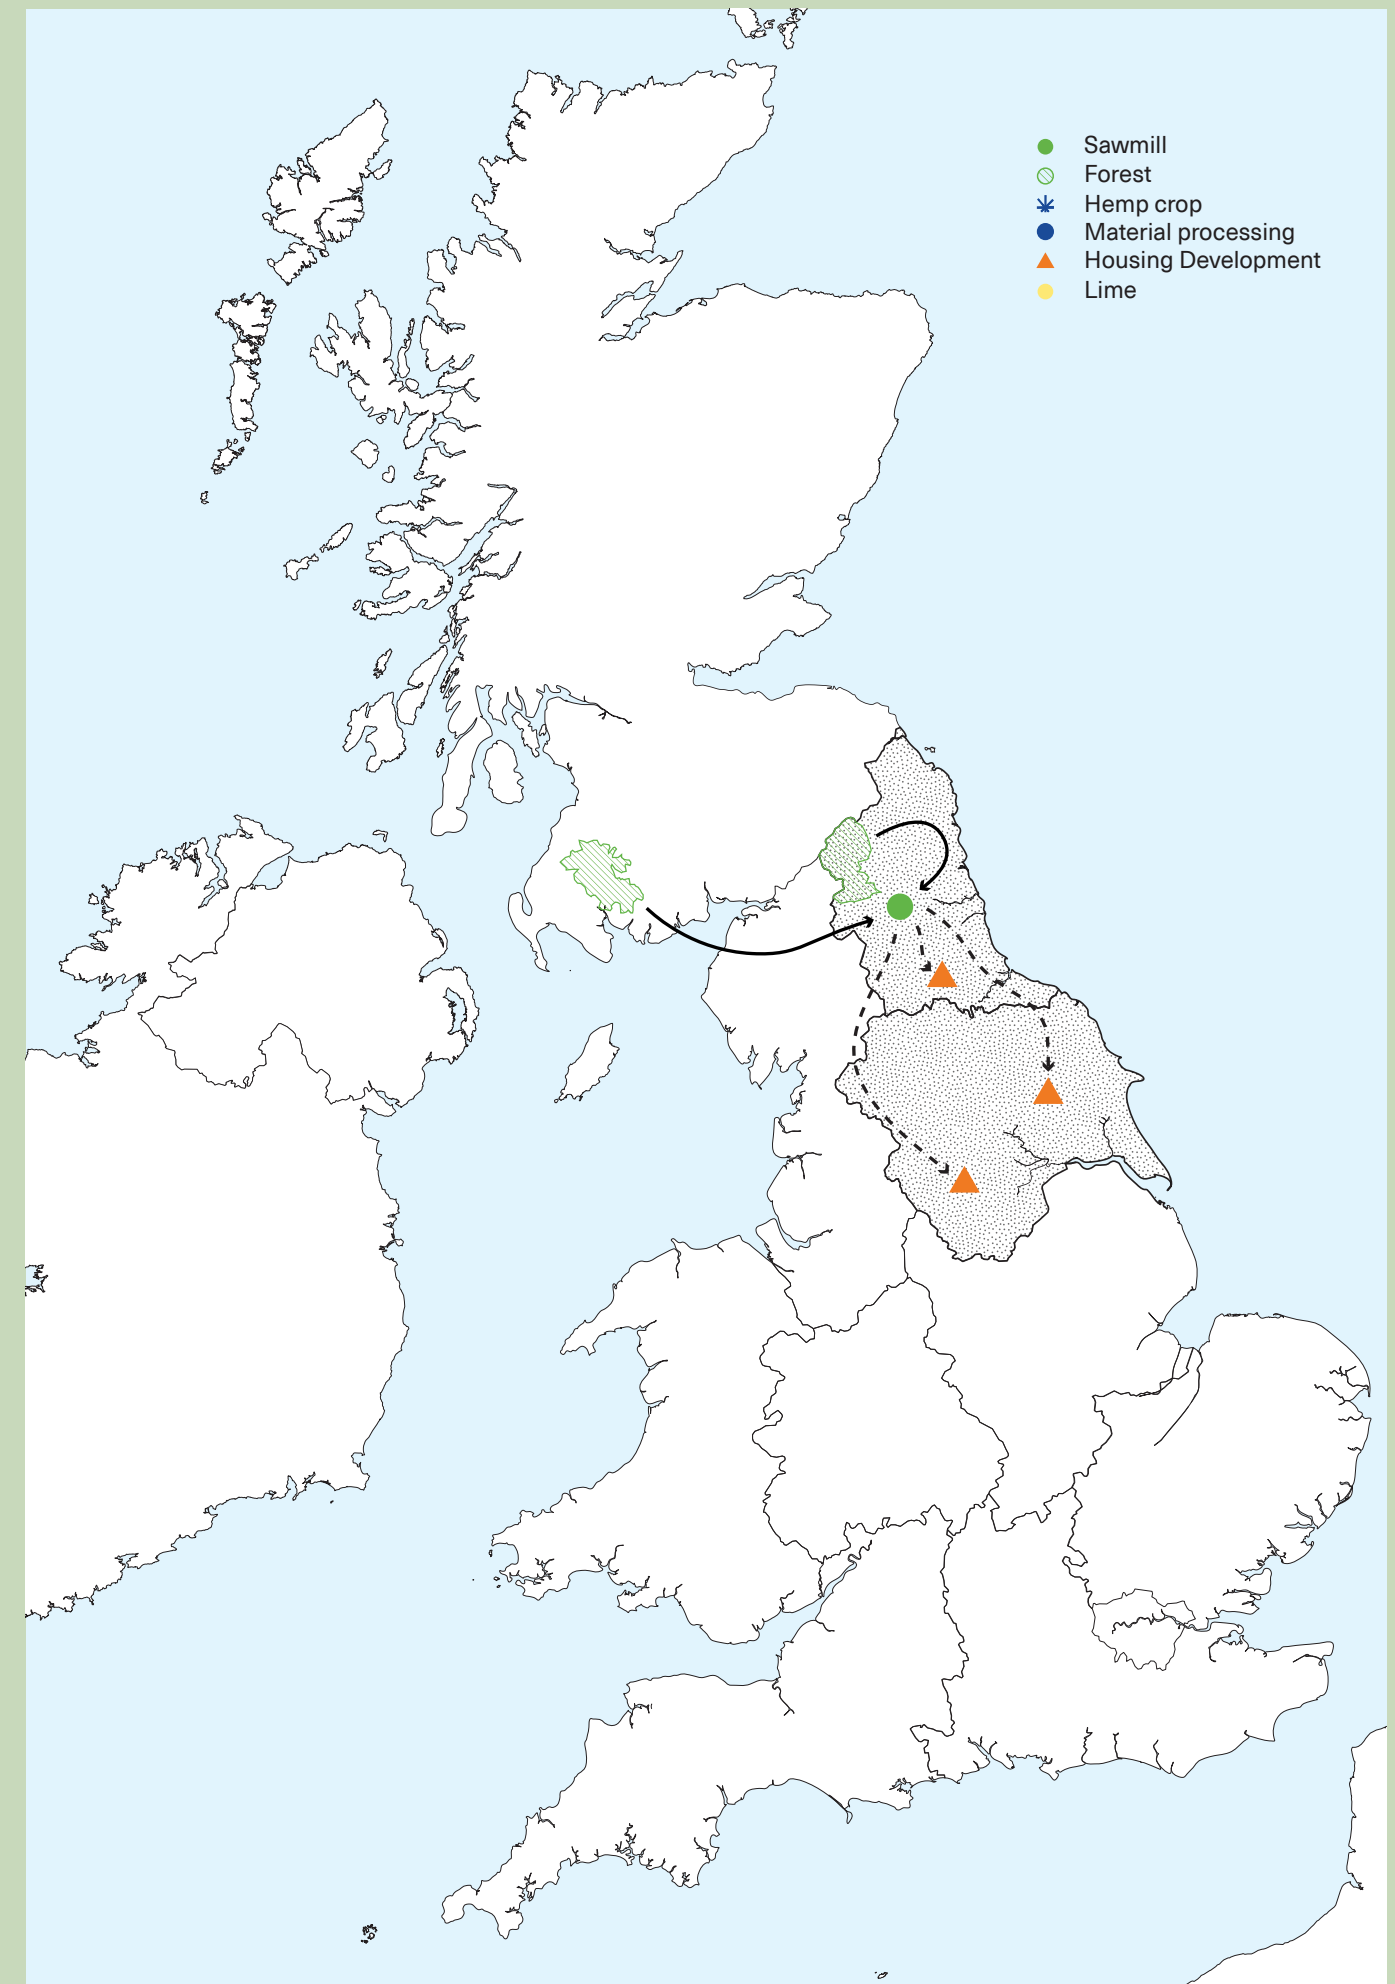 Sawmill
Forest
Hemp crop
Material processing
Housing Development
Lime